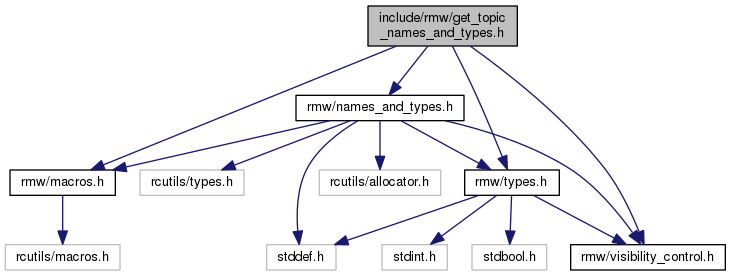 include/rmw/get_topic
_names_and_types.h
rmw/names_and_types.h
rmw/macros.h
rcutils/types.h
rcutils/allocator.h
rmw/types.h
rcutils/macros.h
stddef.h
stdint.h
stdbool.h
rmw/visibility_control.h